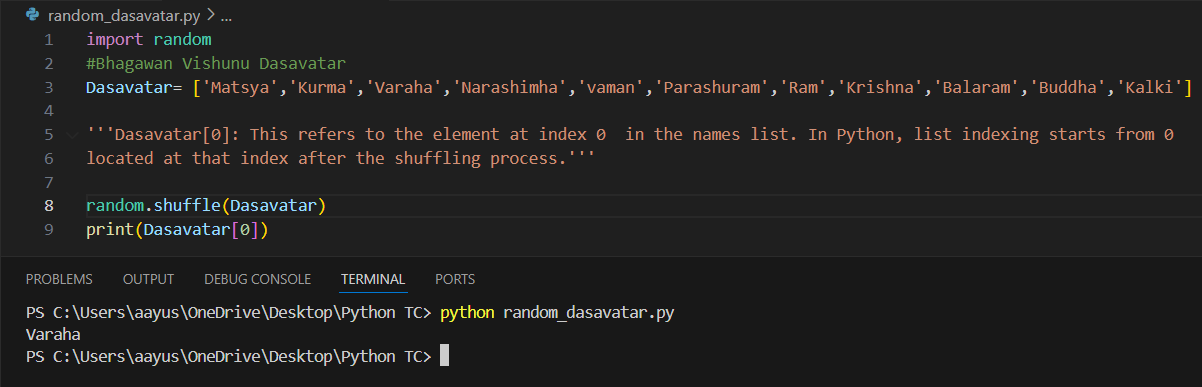 random_dasavatar.py > ...
1 import random
2 #Bhagawan Vishunu Dasavatar
3 Dasavatar= ['Matsya','Kurma','Varaha','Narashimha','vaman','Parashuram','Ram','Krishna','Balaram','Buddha','Kalki']
4
5 '''Dasavatar[0]: This refers to the element at index 0  in the names list. In Python, list indexing starts from 0
6 located at that index after the shuffling process.'''
7
8 random.shuffle(Dasavatar)
9 print(Dasavatar[0])
PROBLEMS OUTPUT DEBUG CONSOLE TERMINAL PORTS
PS C:\Users\aayus\OneDrive\Desktop\Python TC> python random_dasavatar.py
Varaha
PS C:\Users\aayus\OneDrive\Desktop\Python TC>